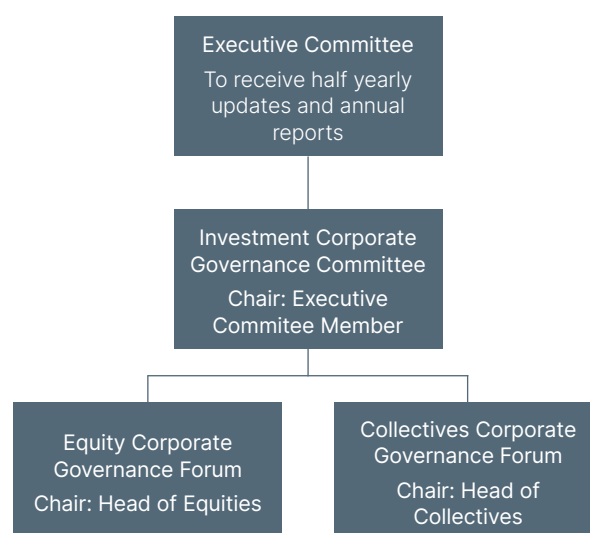 Executive Committee
To receive half yearly
updates and annual
reports
Investment Corporate
Governance Committee
Chair: Executive
Commitee Member
Equity Corporate
Governance Forum
Chair: Head of Equities
Collectives Corporate
Governance Forum
Chair: Head of
Collectives